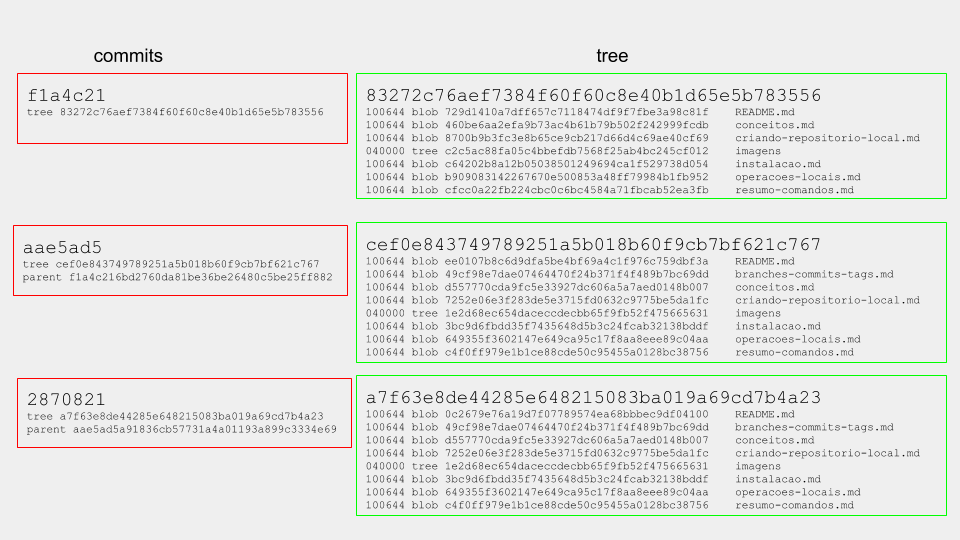 commits
tree
f1a4c21
tree 83272c76aef7384f60f60c8e40b1d65e5b783556
83272c76aef7384f60f60c8e40b1d65e5b783556
100644 blob 729d1410a7dff657c7118474df9f7fbe3a98c81f README.md
100644 blob 460be6aa2efa9b73ac4b61b79b502f242999fcdb conceitos.md
100644 blob 8700b9b3fc3e8b65ce9cb217d66d4c69ae40cf69 criando-repositorio-local.md
040000 tree c2c5ac88fa05c4bbefdb7568f25ab4bc245cf012 imagens
100644 blob c64202b8a12b05038501249694ca1f529738d054 instalacao.md
100644 blob b909083142267670e500853a48ff79984b1fb952 operacoes-locais.md
100644 blob cfcc0a22fb224cbc0c6bc4584a71fbcab52ea3fb resumo-comandos.md
aae5ad5
tree cef0e843749789251a5b018b60f9cb7bf621c767
parent f1a4c216bd2760da81be36be26480c5be25ff882
cef0e843749789251a5b018b60f9cb7bf621c767
100644 blob ee0107b8c6d9dfa5be4bf69a4c1f976c759dbf3a README.md
100644 blob 49cf98e7dae07464470f24b371f4f489b7bc69dd branches-commits-tags.md
100644 blob d557770cda9fc5e33927dc606a5a7aed0148b007 conceitos.md
100644 blob 7252e06e3f283de5e3715fd0632c9775be5da1fc criando-repositorio-local.md
040000 tree 1e2d68ec654daceccdecbb65f9fb52f475665631 imagens
100644 blob 3bc9d6fbdd35f7435648d5b3c24fcab32138bddf instalacao.md
100644 blob 649355f3602147e649ca95c17f8aa8eee89c04aa operacoes-locais.md
100644 blob c4f0ff979e1b1ce88cde50c95455a0128bc38756 resumo-comandos.md
2870821
tree a7f63e8de44285e648215083ba019a69cd7b4a23
parent aae5ad5a91836cb57731a4a01193a899c3334e69
a7f63e8de44285e648215083ba019a69cd7b4a23
100644 blob 0c2679e76a19d7f07789574ea68bbbec9df04100 README.md
100644 blob 49cf98e7dae07464470f24b371f4f489b7bc69dd branches-commits-tags.md
100644 blob d557770cda9fc5e33927dc606a5a7aed0148b007 conceitos.md
100644 blob 7252e06e3f283de5e3715fd0632c9775be5da1fc criando-repositorio-local.md
040000 tree 1e2d68ec654daceccdecbb65f9fb52f475665631 imagens
100644 blob 3bc9d6fbdd35f7435648d5b3c24fcab32138bddf instalacao.md
100644 blob 649355f3602147e649ca95c17f8aa8eee89c04aa operacoes-locais.md
100644 blob c4f0ff979e1b1ce88cde50c95455a0128bc38756 resumo-comandos.md